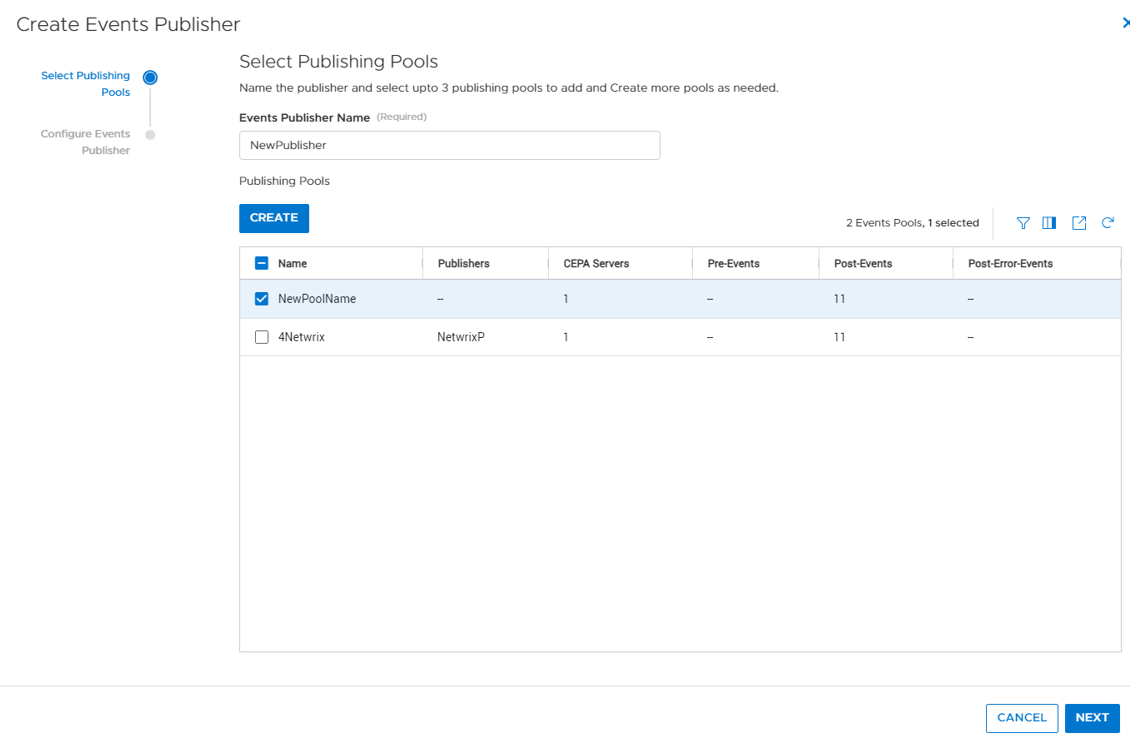 Create Events Publisher
Select Publishing
Pools
Configure Events
Publisher
Select Publishing Pools
Name the publisher and select upto 3 publishing pools to add and Create more pools as needed.
Events Publisher Name (Required)
NewPublisher
Publishing Pools
CREATE
2 Events Pools, 1 selected
Name Publishers CEPA Servers Pre-Events Post-Events Post-Error-Events
NewPoolName -- 1 -- 11 --
4Netwrix NetwrixP 1 -- 11 --
CANCEL NEXT